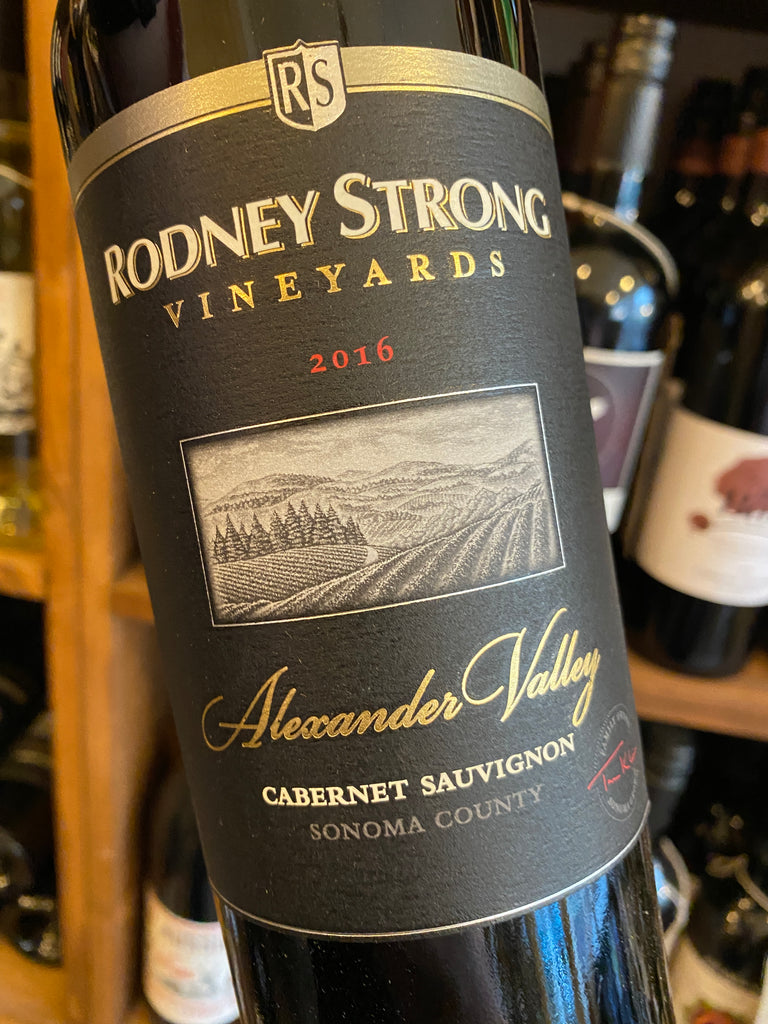 RS
RODNEY STRONG
VINEYARDS
2016
Alexander Valley
CABERNET SAUVIGNON
SONOMA COUNTY